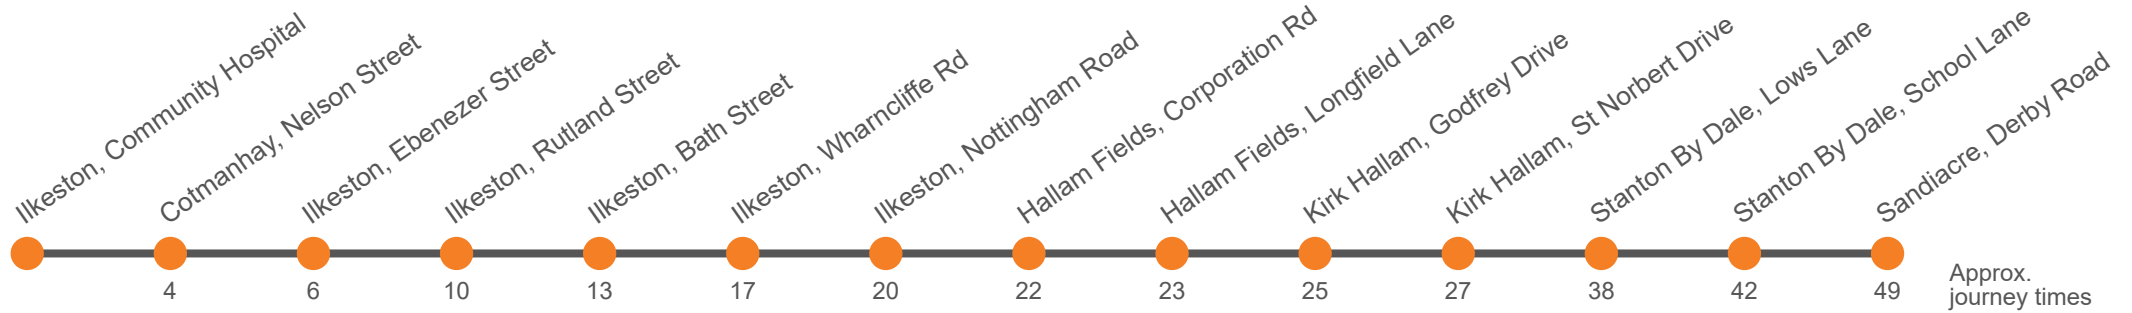 Ilkeston, Community Hospital
Cotmanhay, Nelson Street
Ilkeston, Ebenezer Street
Ilkeston, Rutland Street
Ilkeston, Bath Street
Ilkeston, Wharncliffe Rd
Ilkeston, Nottingham Road
Hallam Fields, Corporation Rd
Hallam Fields, Longfield Lane
Kirk Hallam, Godfrey Drive
Kirk Hallam, St Norbert Drive
Stanton By Dale, Lows Lane
Stanton By Dale, School Lane
Sandiacre, Derby Road
4 6 10 13 17 20 22 23 25 27 38 42 49
Approx.
journey times